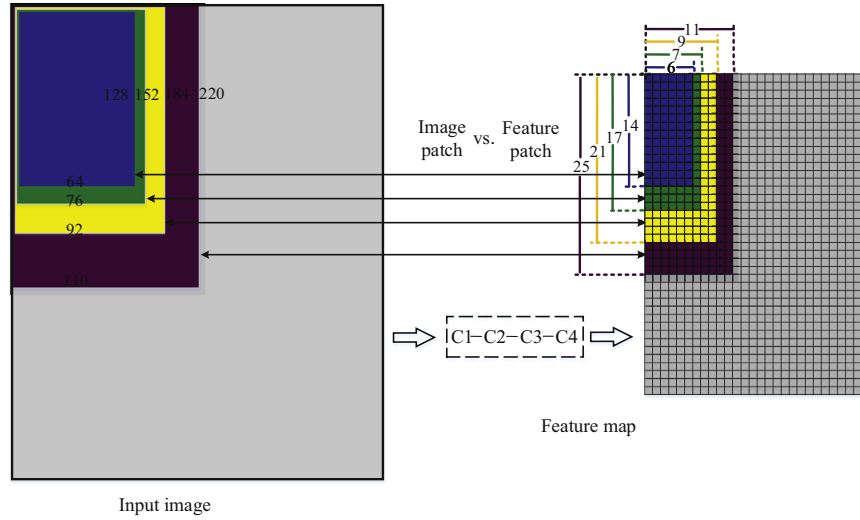 11
9
7
6
128 152 184 220
Image patch vs. Feature patch
14
17
21
25
64
76
92
110
C1–C2–C3–C4
Feature map
Input image